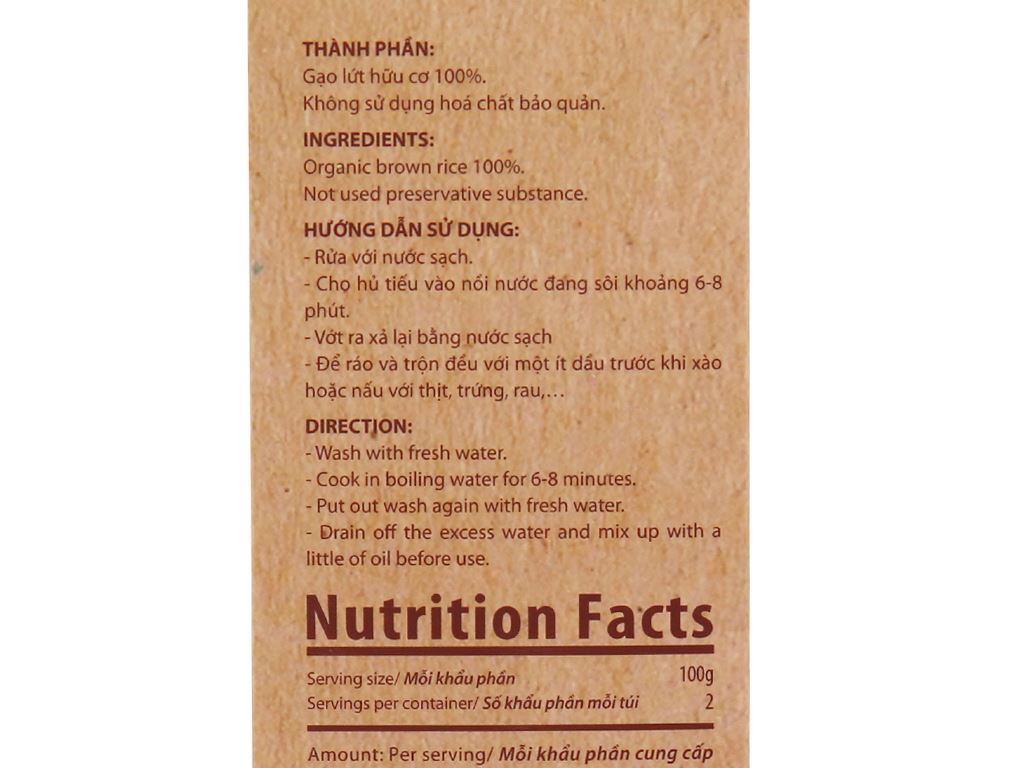 THÀNH PHẦN:
Gạo lứt hữu cơ 100%.
Không sử dụng hoá chất bảo quản.
INGREDIENTS:
Organic brown rice 100%.
Not used preservative substance.
HƯỚNG DẪN SỬ DỤNG:
- Rửa với nước sạch.
- Chọ hủ tiếu vào nồi nước đang sôi khoảng 6-8
phút.
- Vớt ra xả lại bằng nước sạch
- Để ráo và trộn đều với một ít dầu trước khi xào
hoặc nấu với thịt, trứng, rau,...
DIRECTION:
- Wash with fresh water.
- Cook in boiling water for 6-8 minutes.
- Put out wash again with fresh water.
- Drain off the excess water and mix up with a
little of oil before use.
Nutrition Facts
Serving size/ Mỗi khẩu phần 100g
Servings per container/ Số khẩu phần mỗi túi 2
Amount: Per serving/ Mỗi khẩu phần cung cấp